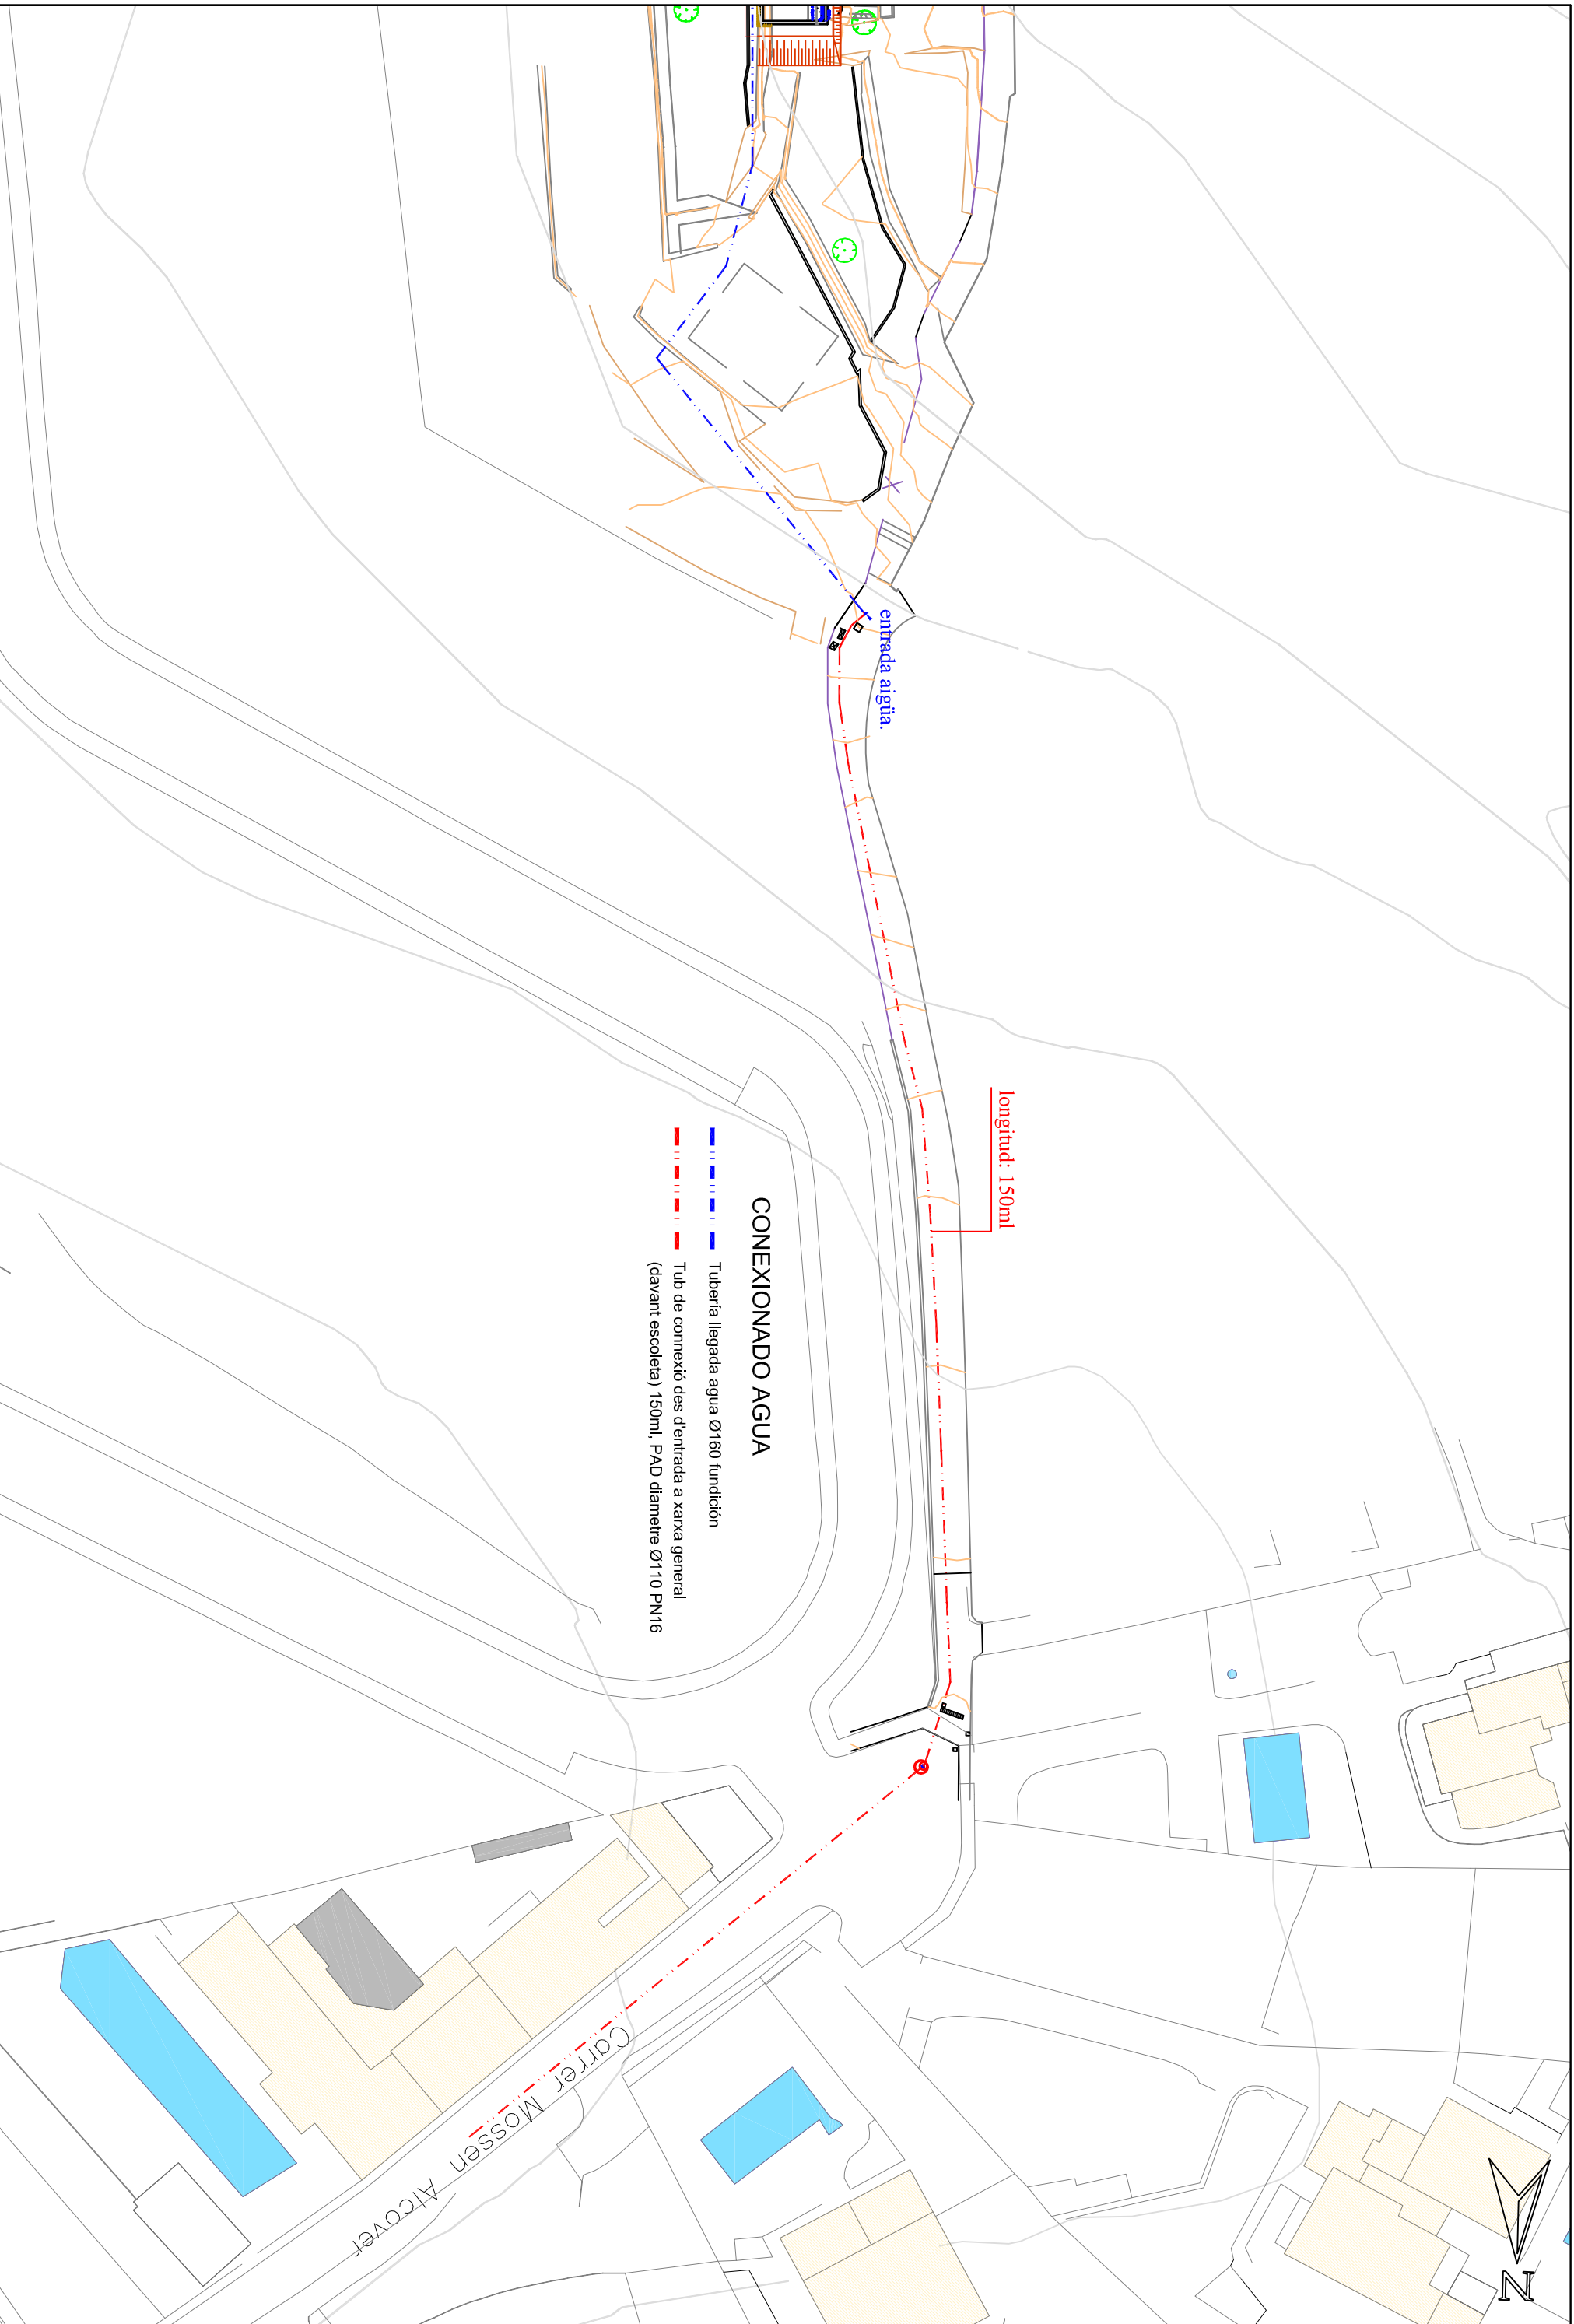 entrada aigüa.
longitud: 150ml
CONEXIONADO AGUA
Tubería llegada agua Ø160 fundición
Tub de connexió des d'entrada a xarxa general
(davant escoleta) 150ml, PAD diametre Ø110 PN16
Carrer Mossen Alcover
N